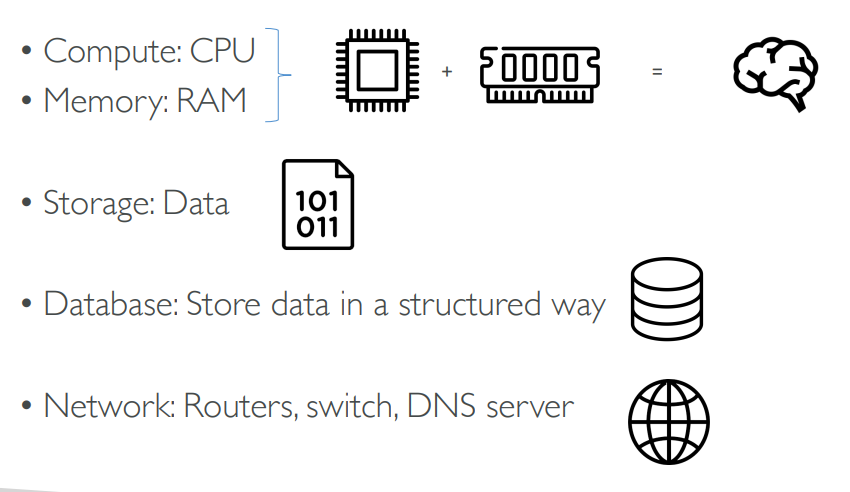 • Compute: CPU
• Memory: RAM
+ =
• Storage: Data
101
011
• Database: Store data in a structured way
• Network: Routers, switch, DNS server